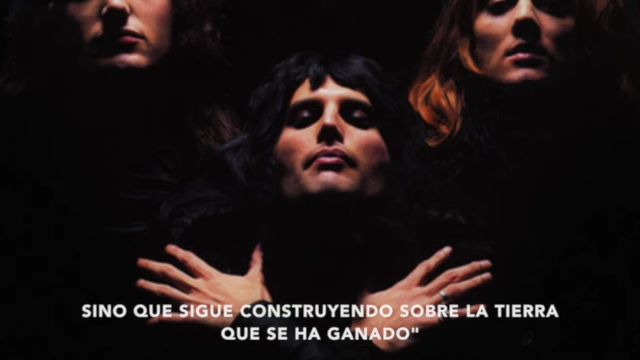 SINO QUE SIGUE CONSTRUYENDO SOBRE LA TIERRA
QUE SE HA GANADO"